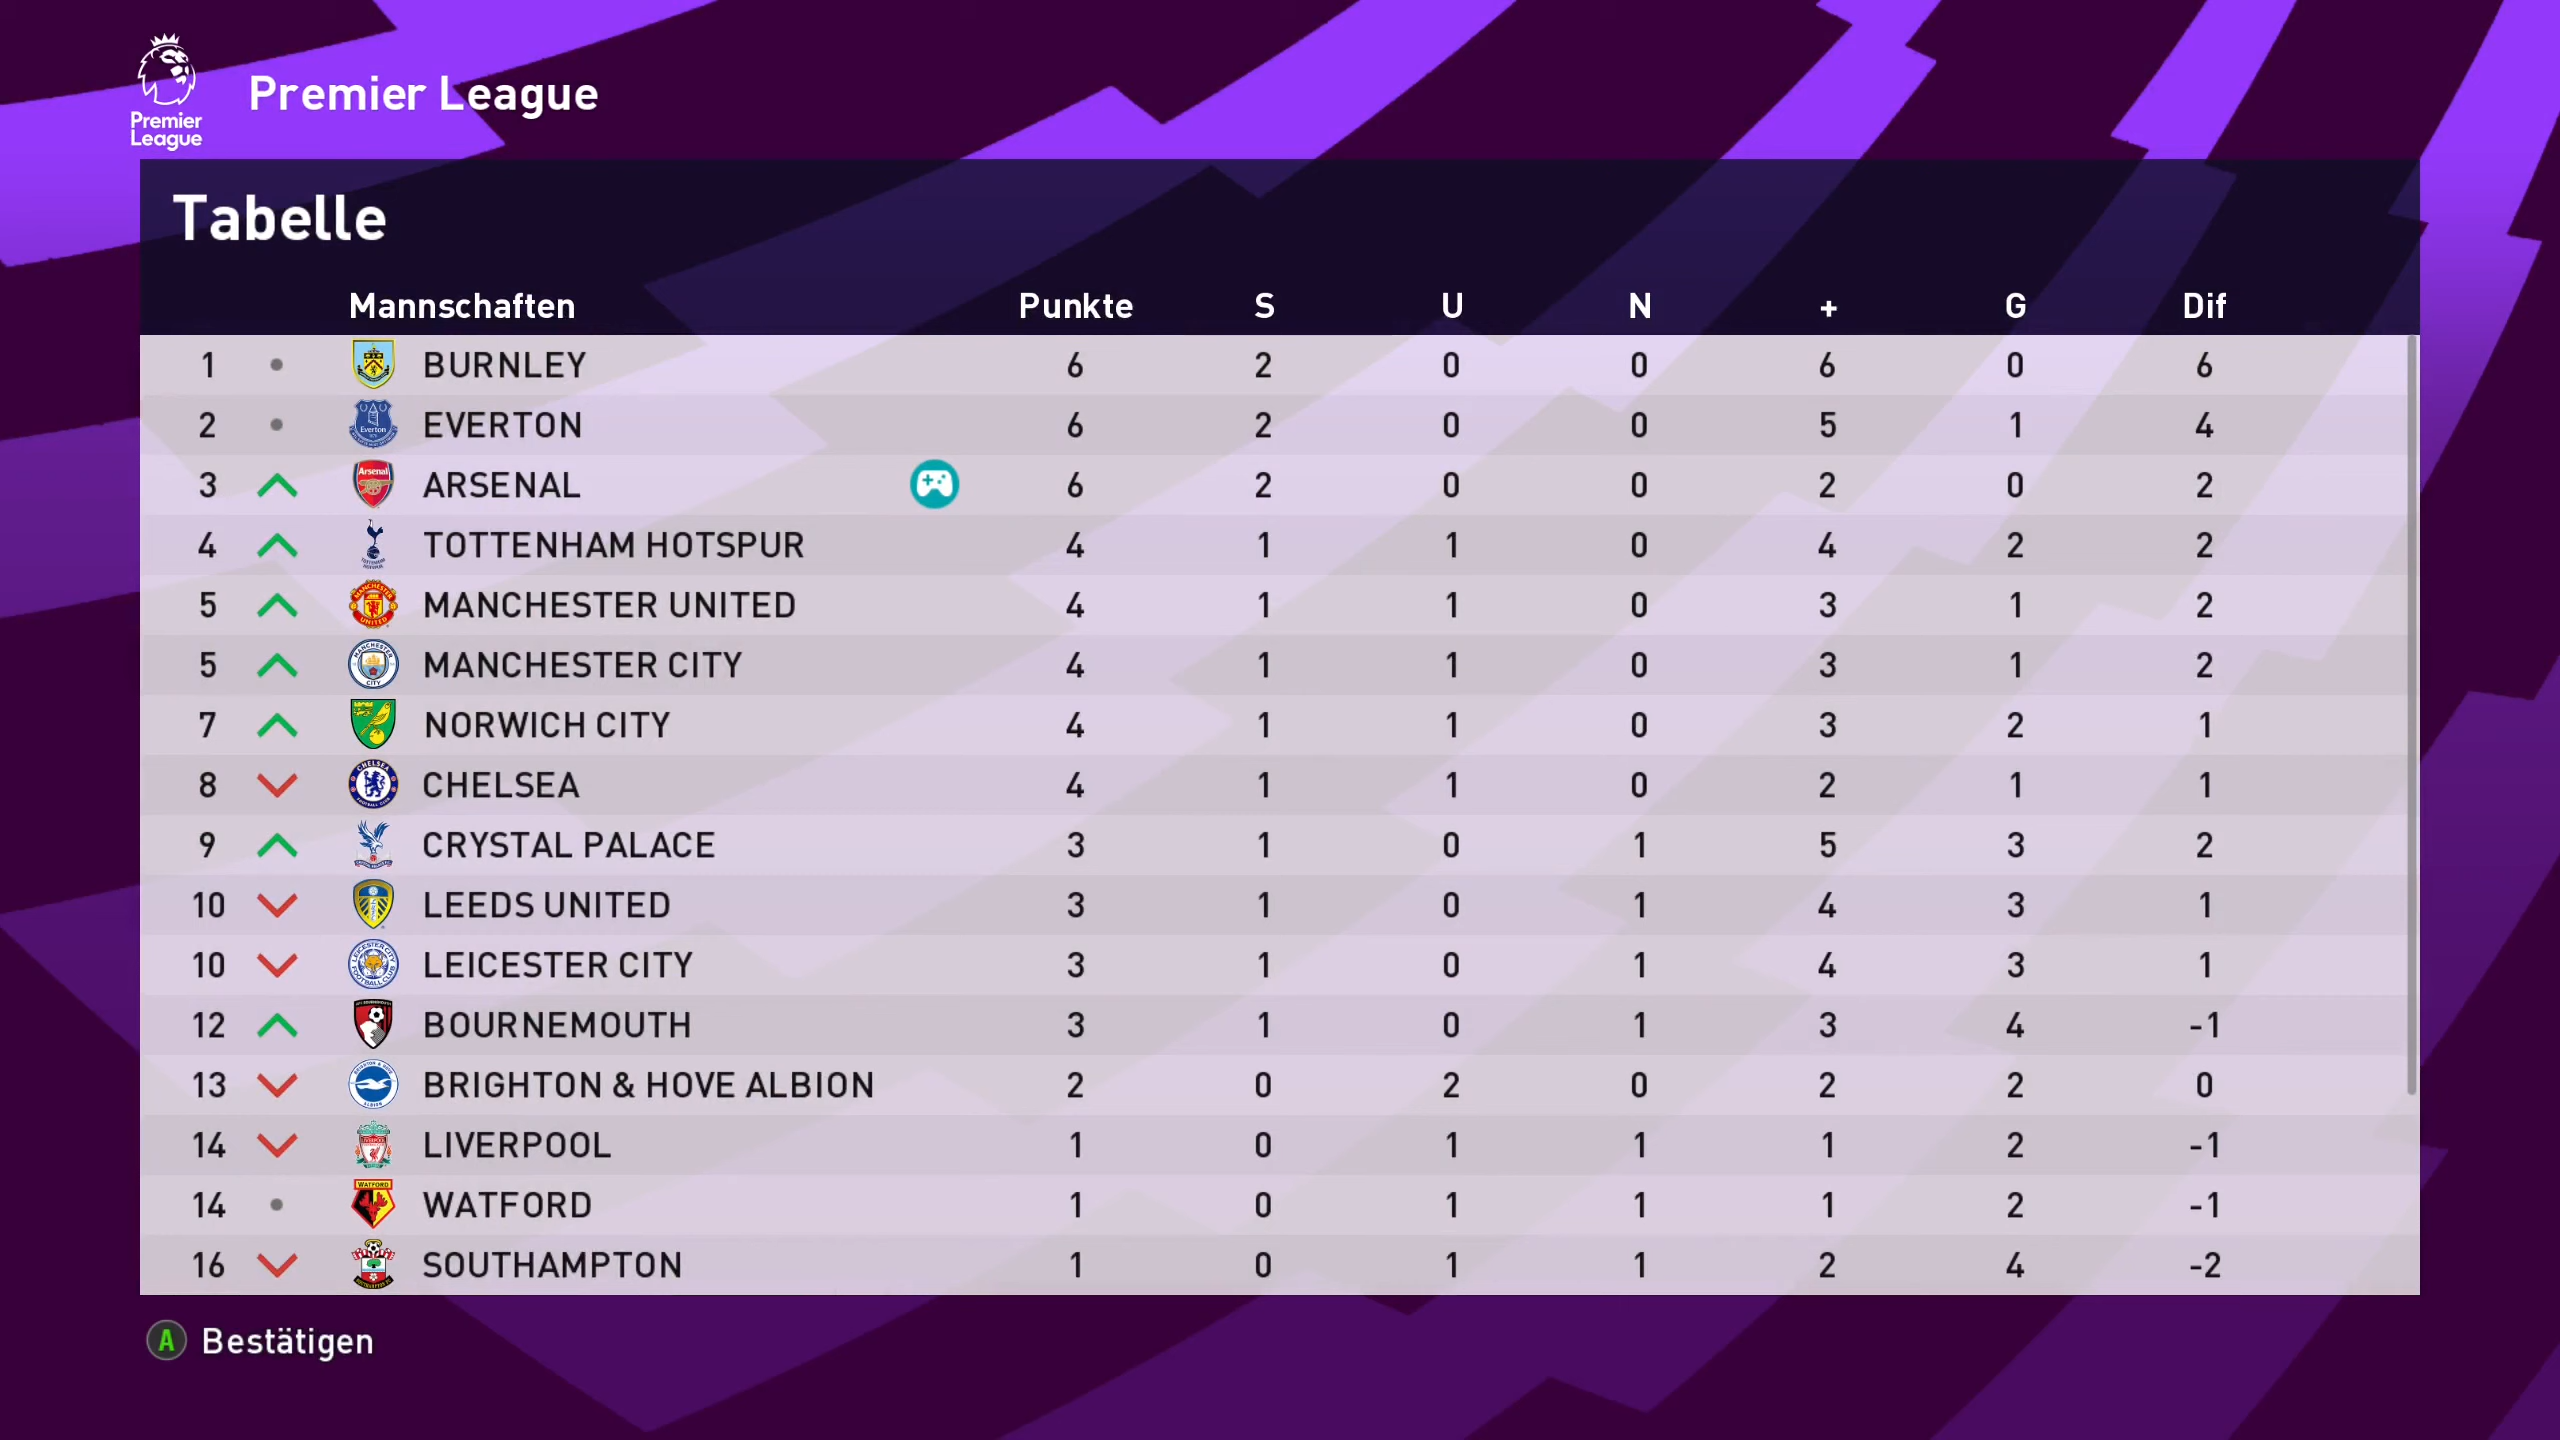 Premier League
Premier League
Tabelle
Mannschaften Punkte S U N + G Dif
1 BURNLEY 6 2 0 0 6 0 6
2 EVERTON 6 2 0 0 5 1 4
3 ARSENAL 6 2 0 0 2 0 2
4 TOTTENHAM HOTSPUR 4 1 1 0 4 2 2
5 MANCHESTER UNITED 4 1 1 0 3 1 2
5 MANCHESTER CITY 4 1 1 0 3 1 2
7 NORWICH CITY 4 1 1 0 3 2 1
8 CHELSEA 4 1 1 0 2 1 1
9 CRYSTAL PALACE 3 1 0 1 5 3 2
10 LEEDS UNITED 3 1 0 1 4 3 1
10 LEICESTER CITY 3 1 0 1 4 3 1
12 BOURNEMOUTH 3 1 0 1 3 4 -1
13 BRIGHTON & HOVE ALBION 2 0 2 0 2 2 0
14 LIVERPOOL 1 0 1 1 1 2 -1
14 WATFORD 1 0 1 1 1 2 -1
16 SOUTHAMPTON 1 0 1 1 2 4 -2
A Bestätigen